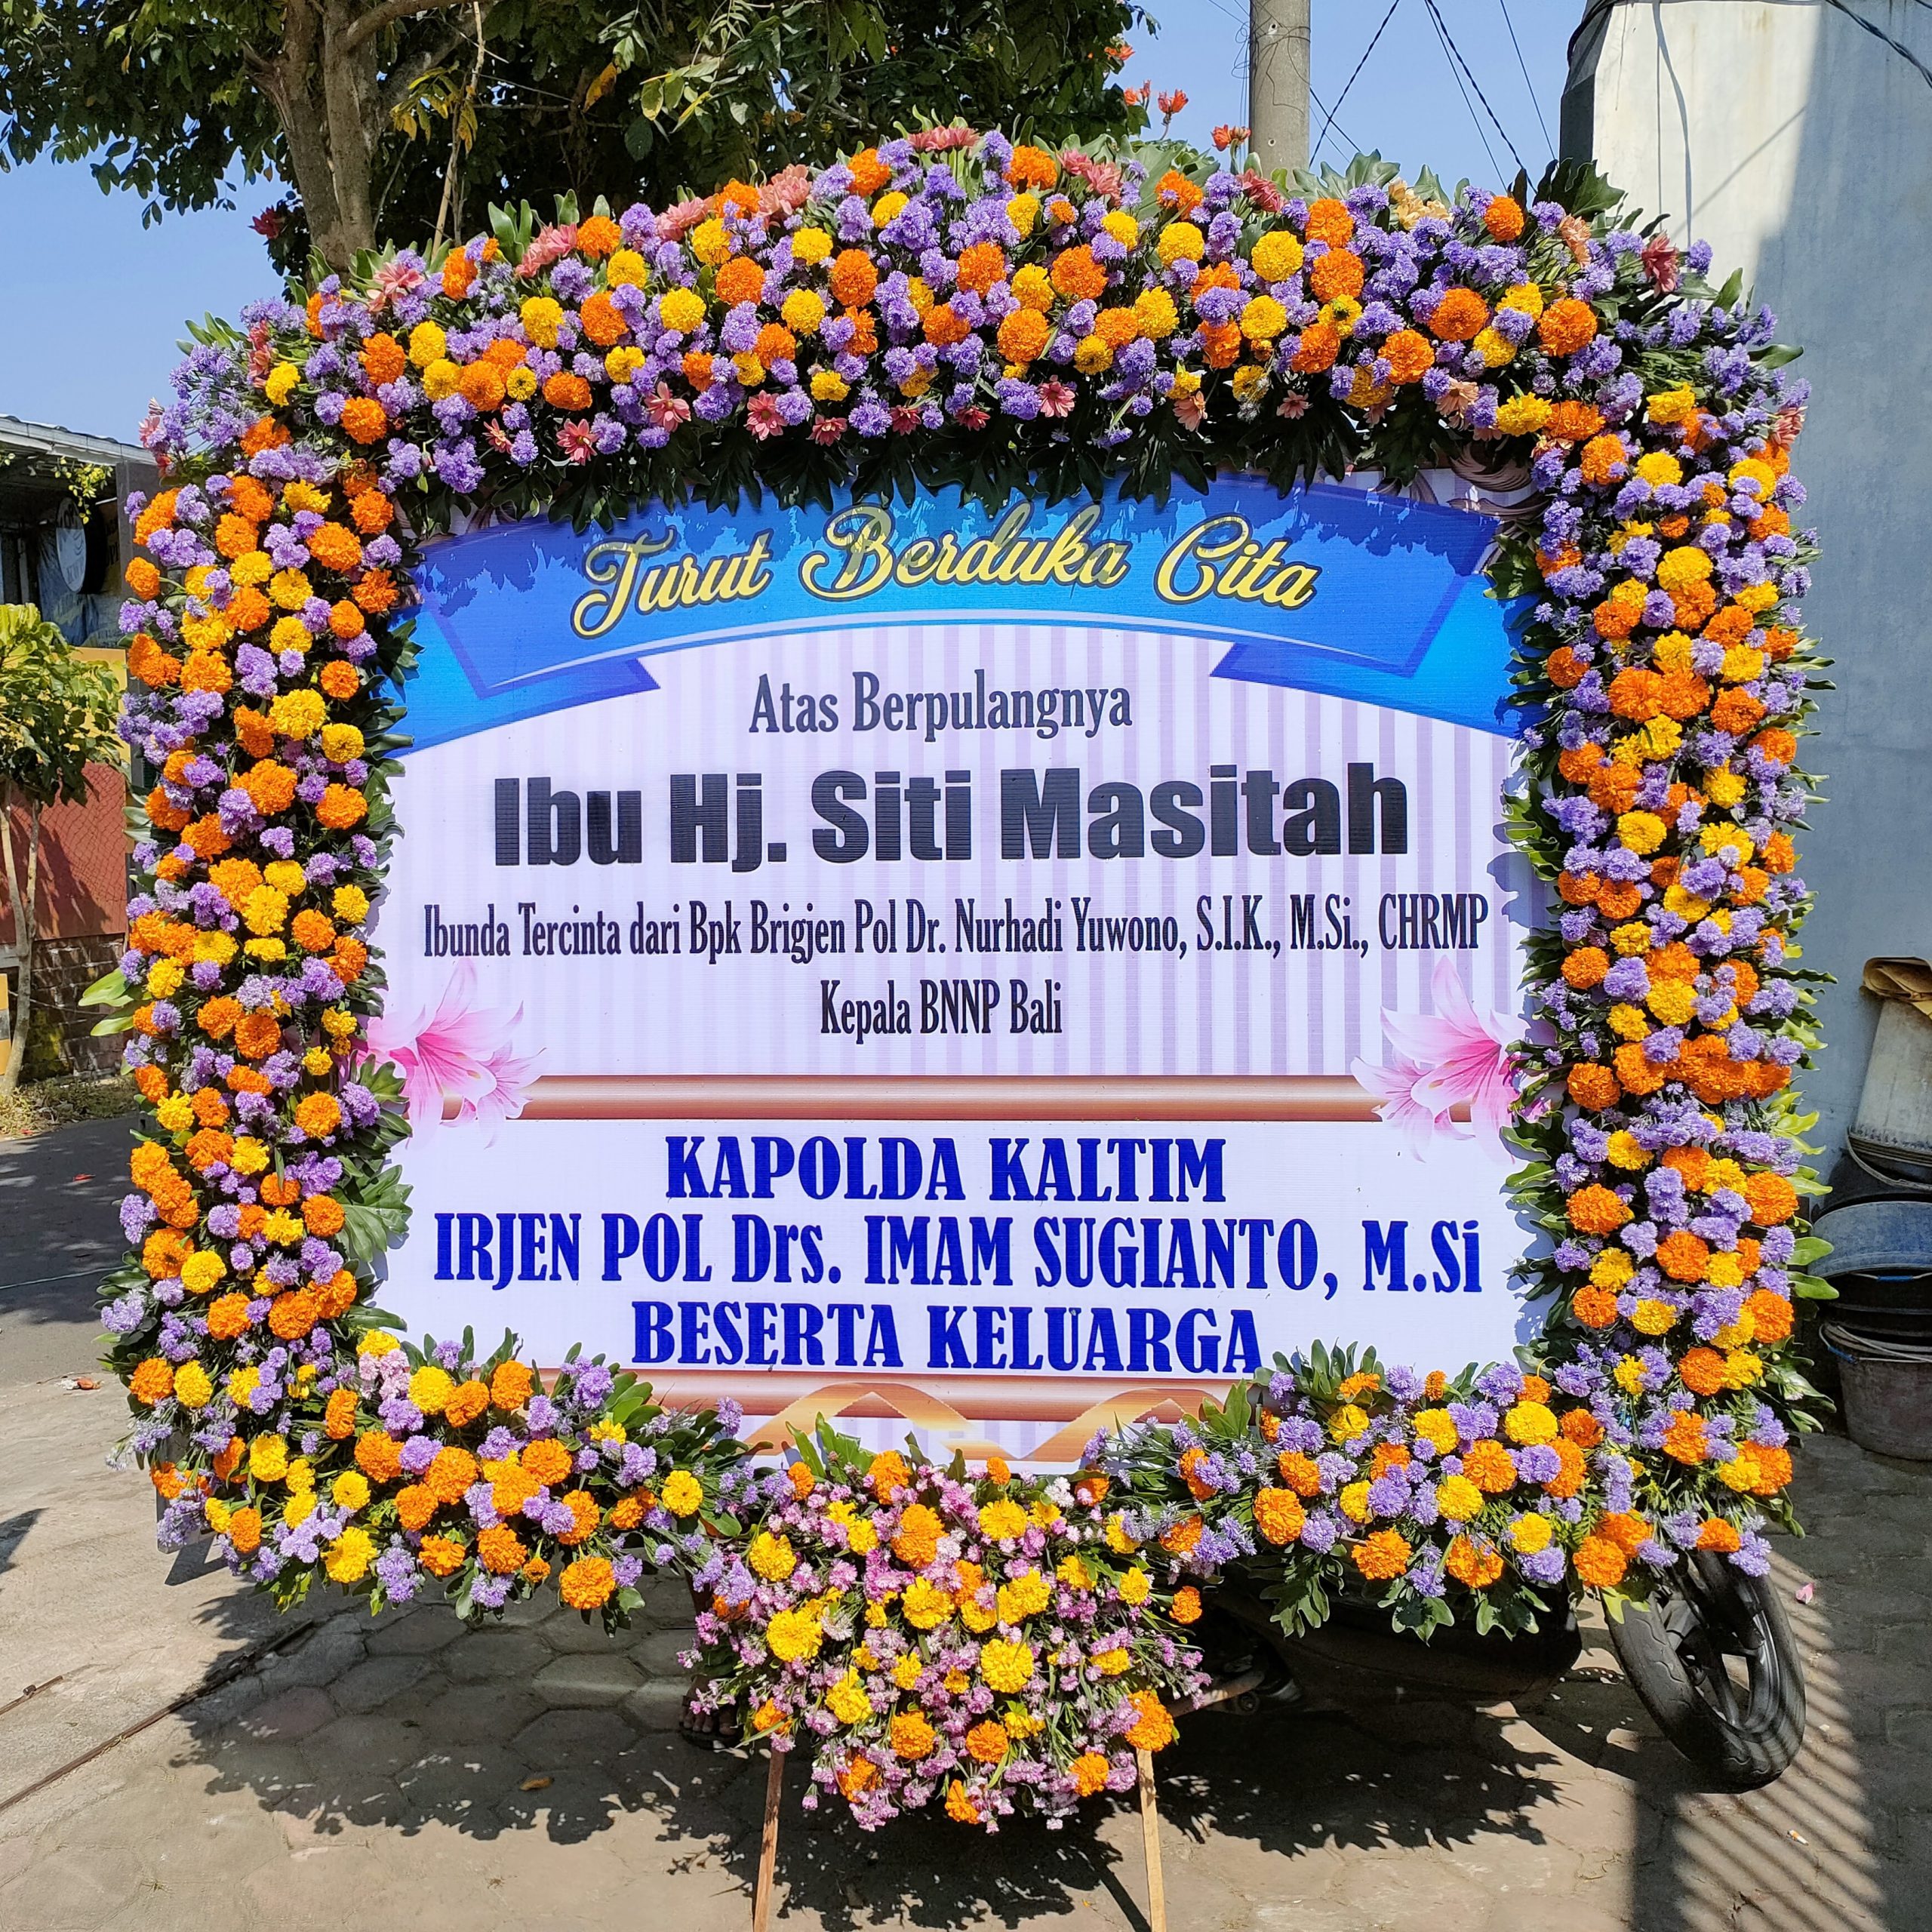 Turut Berduka Cita
Atas Berpulangnya
Ibu Hj. Siti Masitah
Ibunda Tercinta dari Bpk Brigjen Pol Dr. Nurhadi Yuwono, S.I.K., M.Si., CHRMP
Kepala BNNP Bali
KAPOLDA KALTIM
IRJEN POL Drs. IMAM SUGIANTO, M.Si
BESERTA KELUARGA